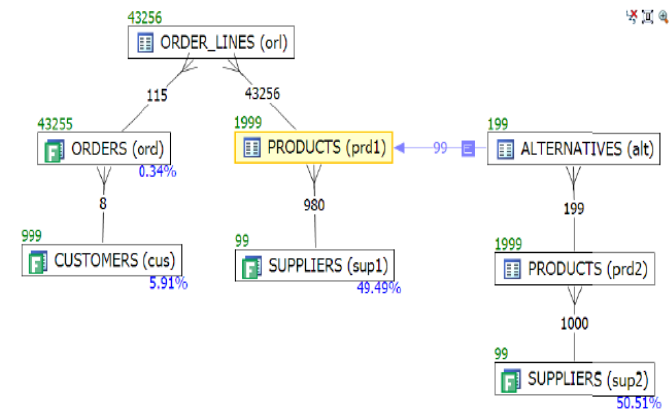 43256
ORDER_LINES (orl)
115
43256
43255
ORDERS (ord)
0.34%
1999
PRODUCTS (prd1)
99
E
199
ALTERNATIVES (alt)
8
980
199
999
F CUSTOMERS (cus)
5.91%
99
F SUPPLIERS (sup1)
49.49%
1999
PRODUCTS (prd2)
1000
99
F SUPPLIERS (sup2)
50.51%